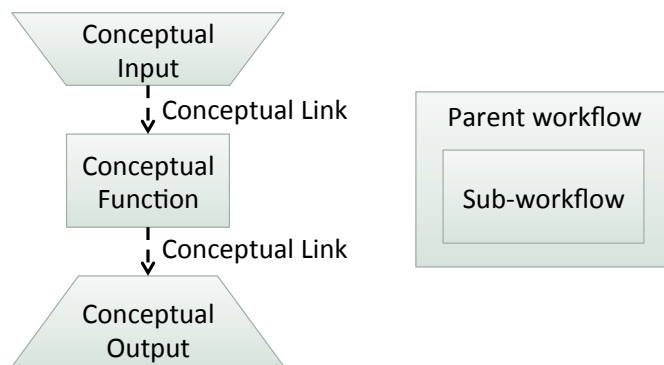 Conceptual
Input
Conceptual Link
Conceptual
Function
Conceptual Link
Conceptual
Output
Parent workflow
Sub-workflow